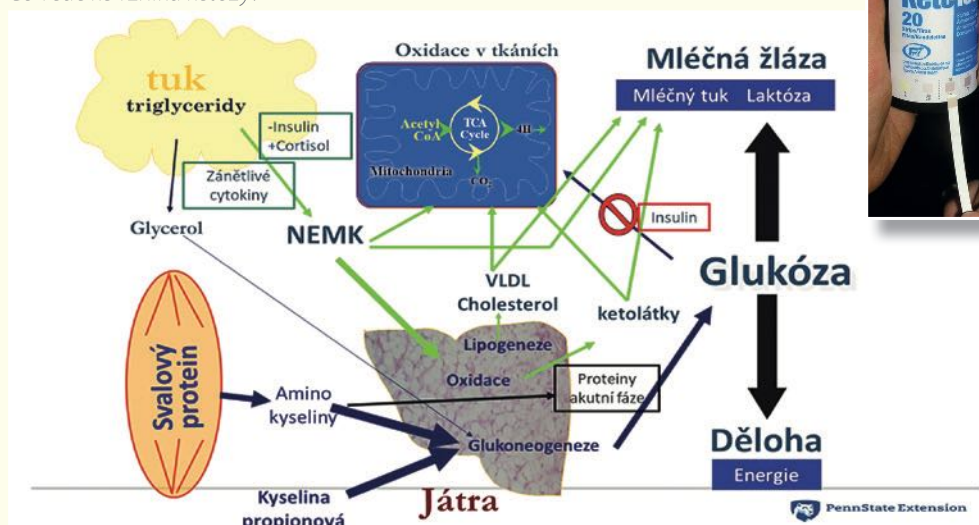 Oxidace v tkáních
tuk
triglyceridy
-Insulin
+Cortisol
Zánětlivé
cytokiny
Acetyl
CoA
TCA
Cycle
4H
Mitochondria
CO₂
Mléčná žláza
Mléčný tuk Laktóza
20
Glycerol
NEMK
Insulin
Glukóza
VLDL
Cholesterol
ketolátky
Lipogeneze
Oxidace
Proteiny
akutní fáze
Svalový
protein
Amino
kyseliny
Glukoneogeneze
Kyselina
propionová
Játra
Děloha
Energie
PennState Extension